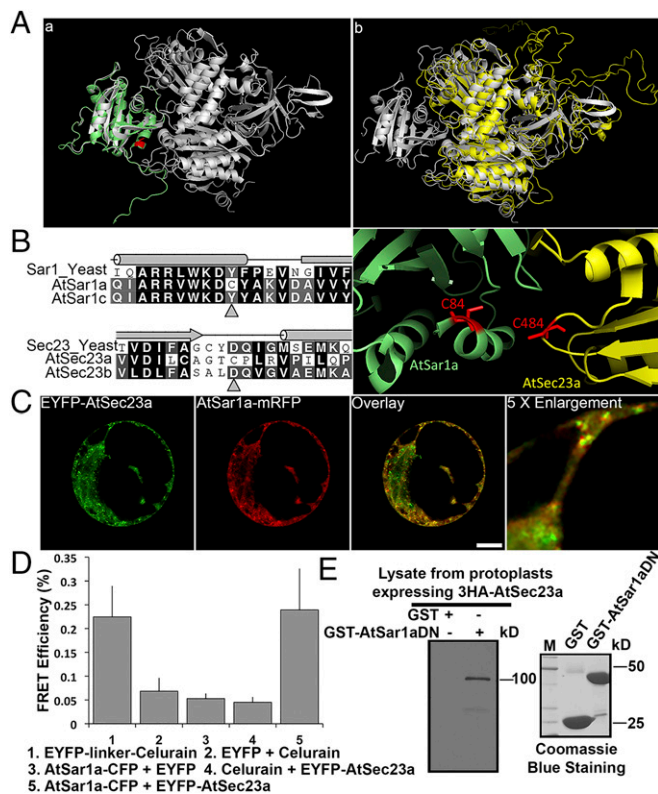 A
a
b
B
Sar1_Yeast IQARRLWKDYFPEVNGIVF
AtSar1a QIARRVWKDCYAKVDAVVY
AtSar1c QIARRVWKDYYAKVDAVVY
Sec23_Yeast TVDIFAGCYDQIGMSEMKQ
AtSec23a VVDILCAGTCPLRVPILQP
AtSec23b VLDLFASALDQVGVAEMKA
C84
C484
AtSar1a
AtSec23a
C
EYFP-AtSec23a
AtSar1a-mRFP
Overlay
5 X Enlargement
D
FRET Efficiency (%)
0.35
0.3
0.25
0.2
0.15
0.1
0.05
0
1 2 3 4 5
1. EYFP-linker-Celurain 2. EYFP + Celurain
3. AtSar1a-CFP + EYFP 4. Celurain + EYFP-AtSec23a
5. AtSar1a-CFP + EYFP-AtSec23a
E
Lysate from protoplasts
expressing 3HA-AtSec23a
GST + -
GST-AtSar1aDN - + kD
100
M GST GST-AtSar1aDN kD
50
25
Coomassie
Blue Staining